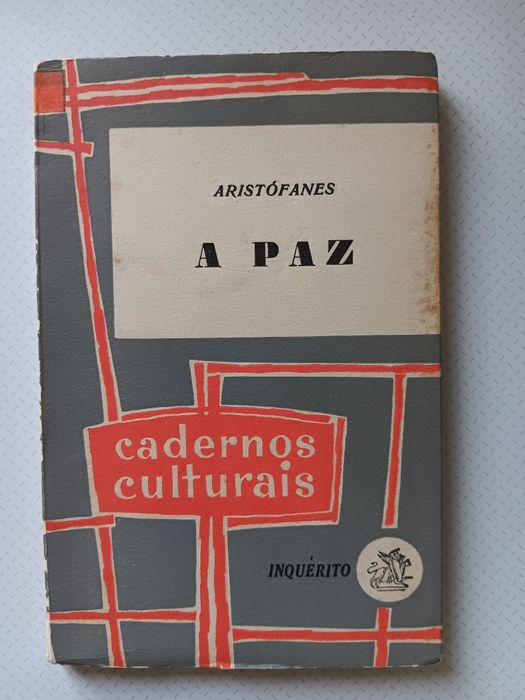 ARISTÓFANES
A PAZ
cadernos
culturais
INQUÉRITO